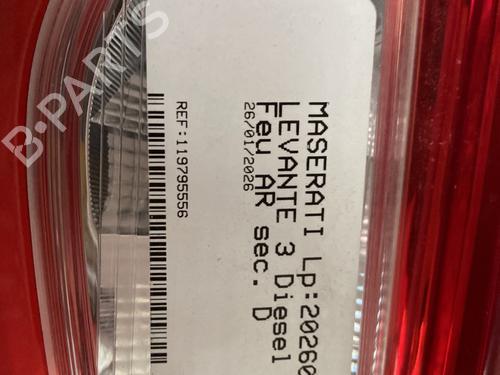 MASERATI Lp:20260
LEVANTE 3 Diesel
Feu AR sec. D
26/01/2026
REF:119795556
B-PARTS